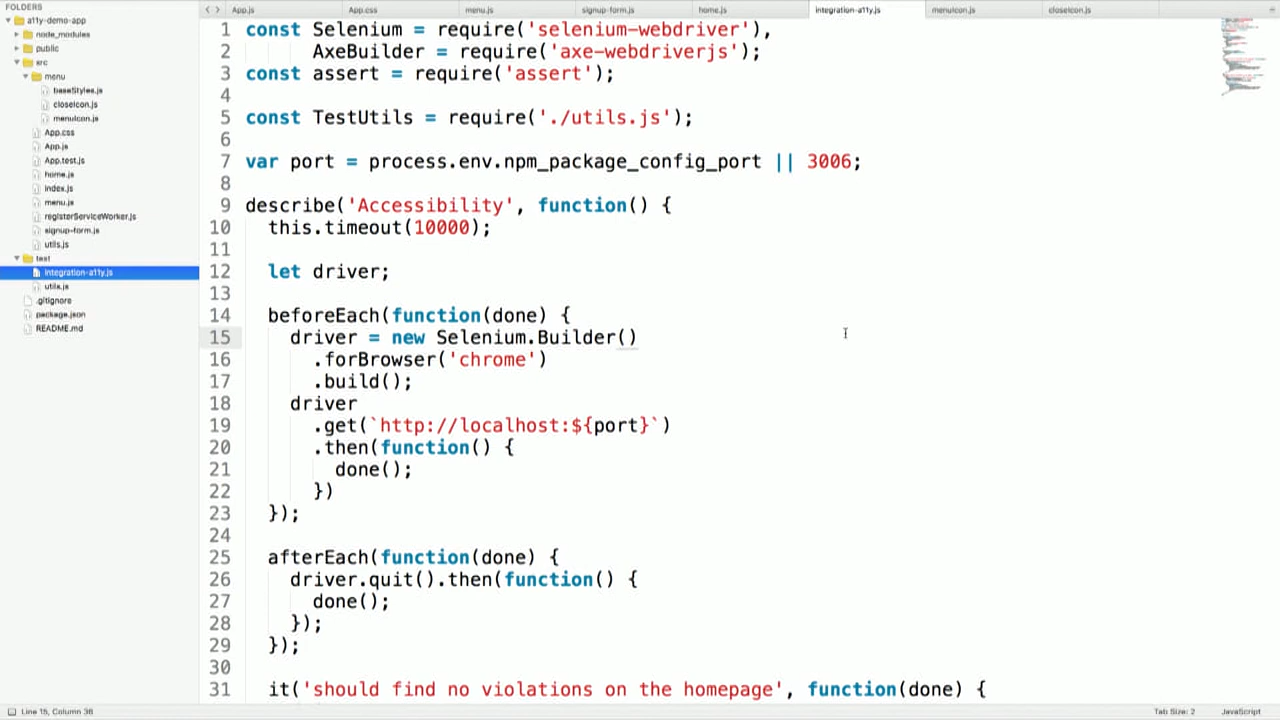 FOLDERS
a11y-demo-app
node_modules
public
src
menu
baseStyles.js
closeIcon.js
menuIcon.js
App.css
App.js
App.test.js
home.js
index.js
menu.js
registerServiceWorker.js
signup-form.js
utils.js
test
integration-a11y.js
utils.js
.gitignore
package.json
README.md
App.js App.css menu.js signup-form.js home.js integration-a11y.js menuIcon.js closeIcon.js
1 const Selenium = require('selenium-webdriver'),
2 AxeBuilder = require('axe-webdriverjs');
3 const assert = require('assert');
4
5 const TestUtils = require('./utils.js');
6
7 var port = process.env.npm_package_config_port || 3006;
8
9 describe('Accessibility', function() {
10 this.timeout(10000);
11
12 let driver;
13
14 beforeEach(function(done) {
15 driver = new Selenium.Builder()
16 .forBrowser('chrome')
17 .build();
18 driver
19 .get(`http://localhost:${port}`)
20 .then(function() {
21 done();
22 })
23 });
24
25 afterEach(function(done) {
26 driver.quit().then(function() {
27 done();
28 });
29 });
30
31 it('should find no violations on the homepage', function(done) {
Line 15, Column 36 Tab Size: 2 JavaScript